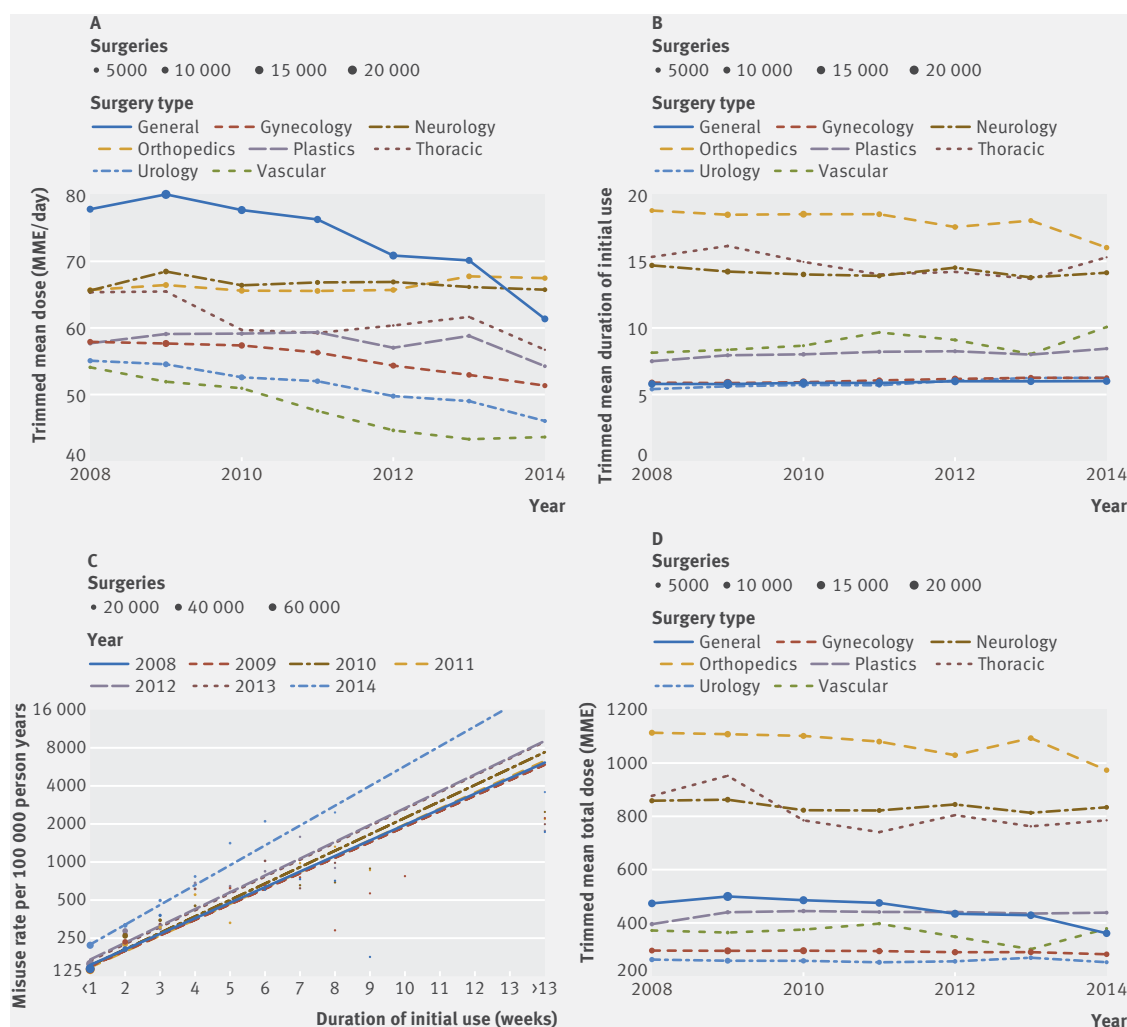 A
Surgeries
5000 10 000 15 000 20 000
Surgery type
General Gynecology Neurology
Orthopedics Plastics Thoracic
Urology Vascular
Trimmed mean dose (MME/day)
80
70
60
50
40
2008 2010 2012 2014
Year
B
Surgeries
5000 10 000 15 000 20 000
Surgery type
General Gynecology Neurology
Orthopedics Plastics Thoracic
Urology Vascular
Trimmed mean duration of initial use
20
15
10
5
0
2008 2010 2012 2014
Year
C
Surgeries
20 000 40 000 60 000
Year
2008 2009 2010 2011
2012 2013 2014
Misuse rate per 100 000 person years
16 000
8000
4000
2000
1000
500
250
125
<1 2 3 4 5 6 7 8 9 10 11 12 13 >13
Duration of initial use (weeks)
D
Surgeries
5000 10 000 15 000 20 000
Surgery type
General Gynecology Neurology
Orthopedics Plastics Thoracic
Urology Vascular
Trimmed mean total dose (MME)
1200
1000
800
600
400
200
2008 2010 2012 2014
Year